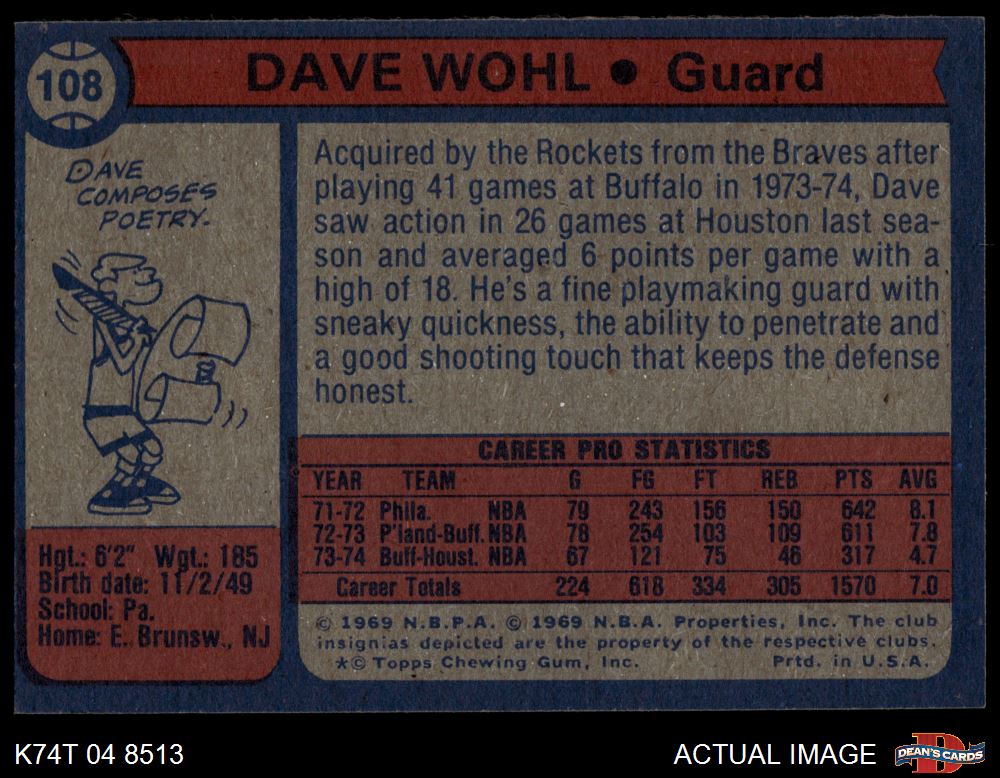 108
DAVE WOHL • Guard
DAVE
COMPOSES
POETRY.
Acquired by the Rockets from the Braves after
playing 41 games at Buffalo in 1973-74, Dave
saw action in 26 games at Houston last sea-
son and averaged 6 points per game with a
high of 18. He's a fine playmaking guard with
sneaky quickness, the ability to penetrate and
a good shooting touch that keeps the defense
honest.
CAREER PRO STATISTICS
YEAR TEAM G FG FT REB PTS AVG
71-72 Phila. NBA 79 243 156 150 642 8.1
72-73 P'land-Buff. NBA 78 254 103 109 611 7.8
73-74 Buff-Houst. NBA 67 121 75 46 317 4.7
Career Totals 224 618 334 305 1570 7.0
Hgt.: 6'2" Wgt.: 185
Birth date: 11/2/49
School: Pa.
Home: E. Brunsw., NJ
© 1969 N.B.P.A. © 1969 N.B.A. Properties, Inc. The club
insignias depicted are the property of the respective clubs.
*© Topps Chewing Gum, Inc. Prtd. in U.S.A.
K74T 04 8513
ACTUAL IMAGE
D
DEAN'S CARDS